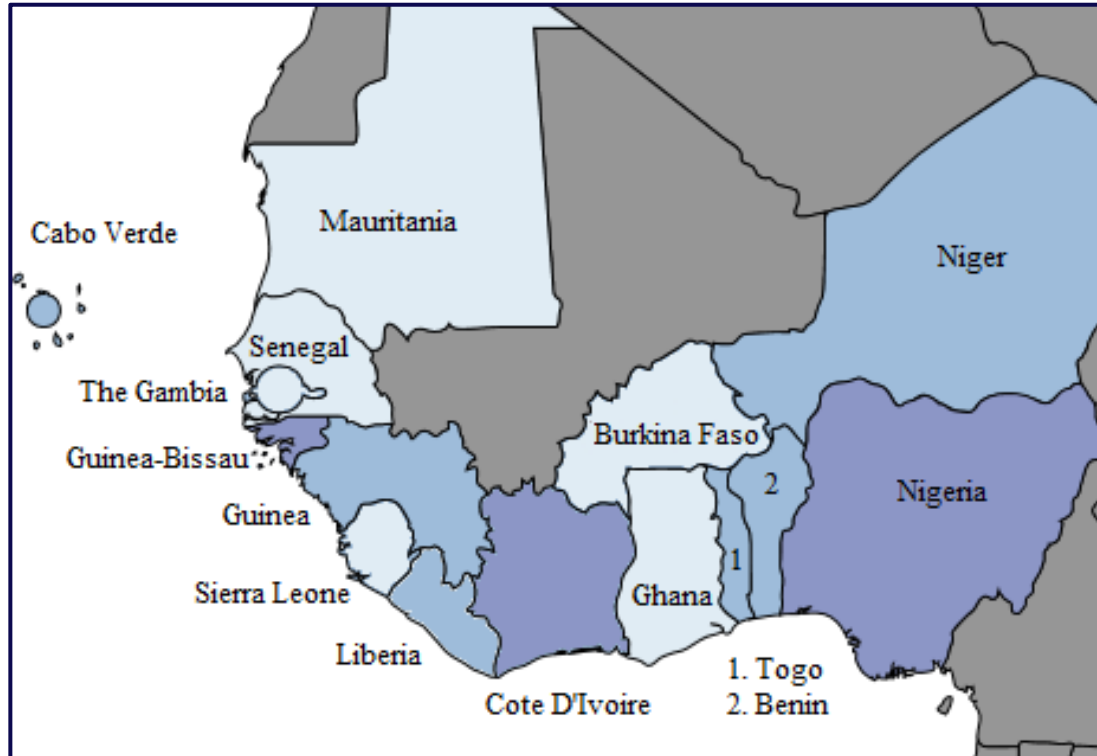 Mauritania
Cabo Verde
Niger
Senegal
The Gambia
Burkina Faso
Guinea-Bissau
2
Nigeria
Guinea
1
Sierra Leone
Ghana
Liberia
1. Togo
Cote D'Ivoire
2. Benin